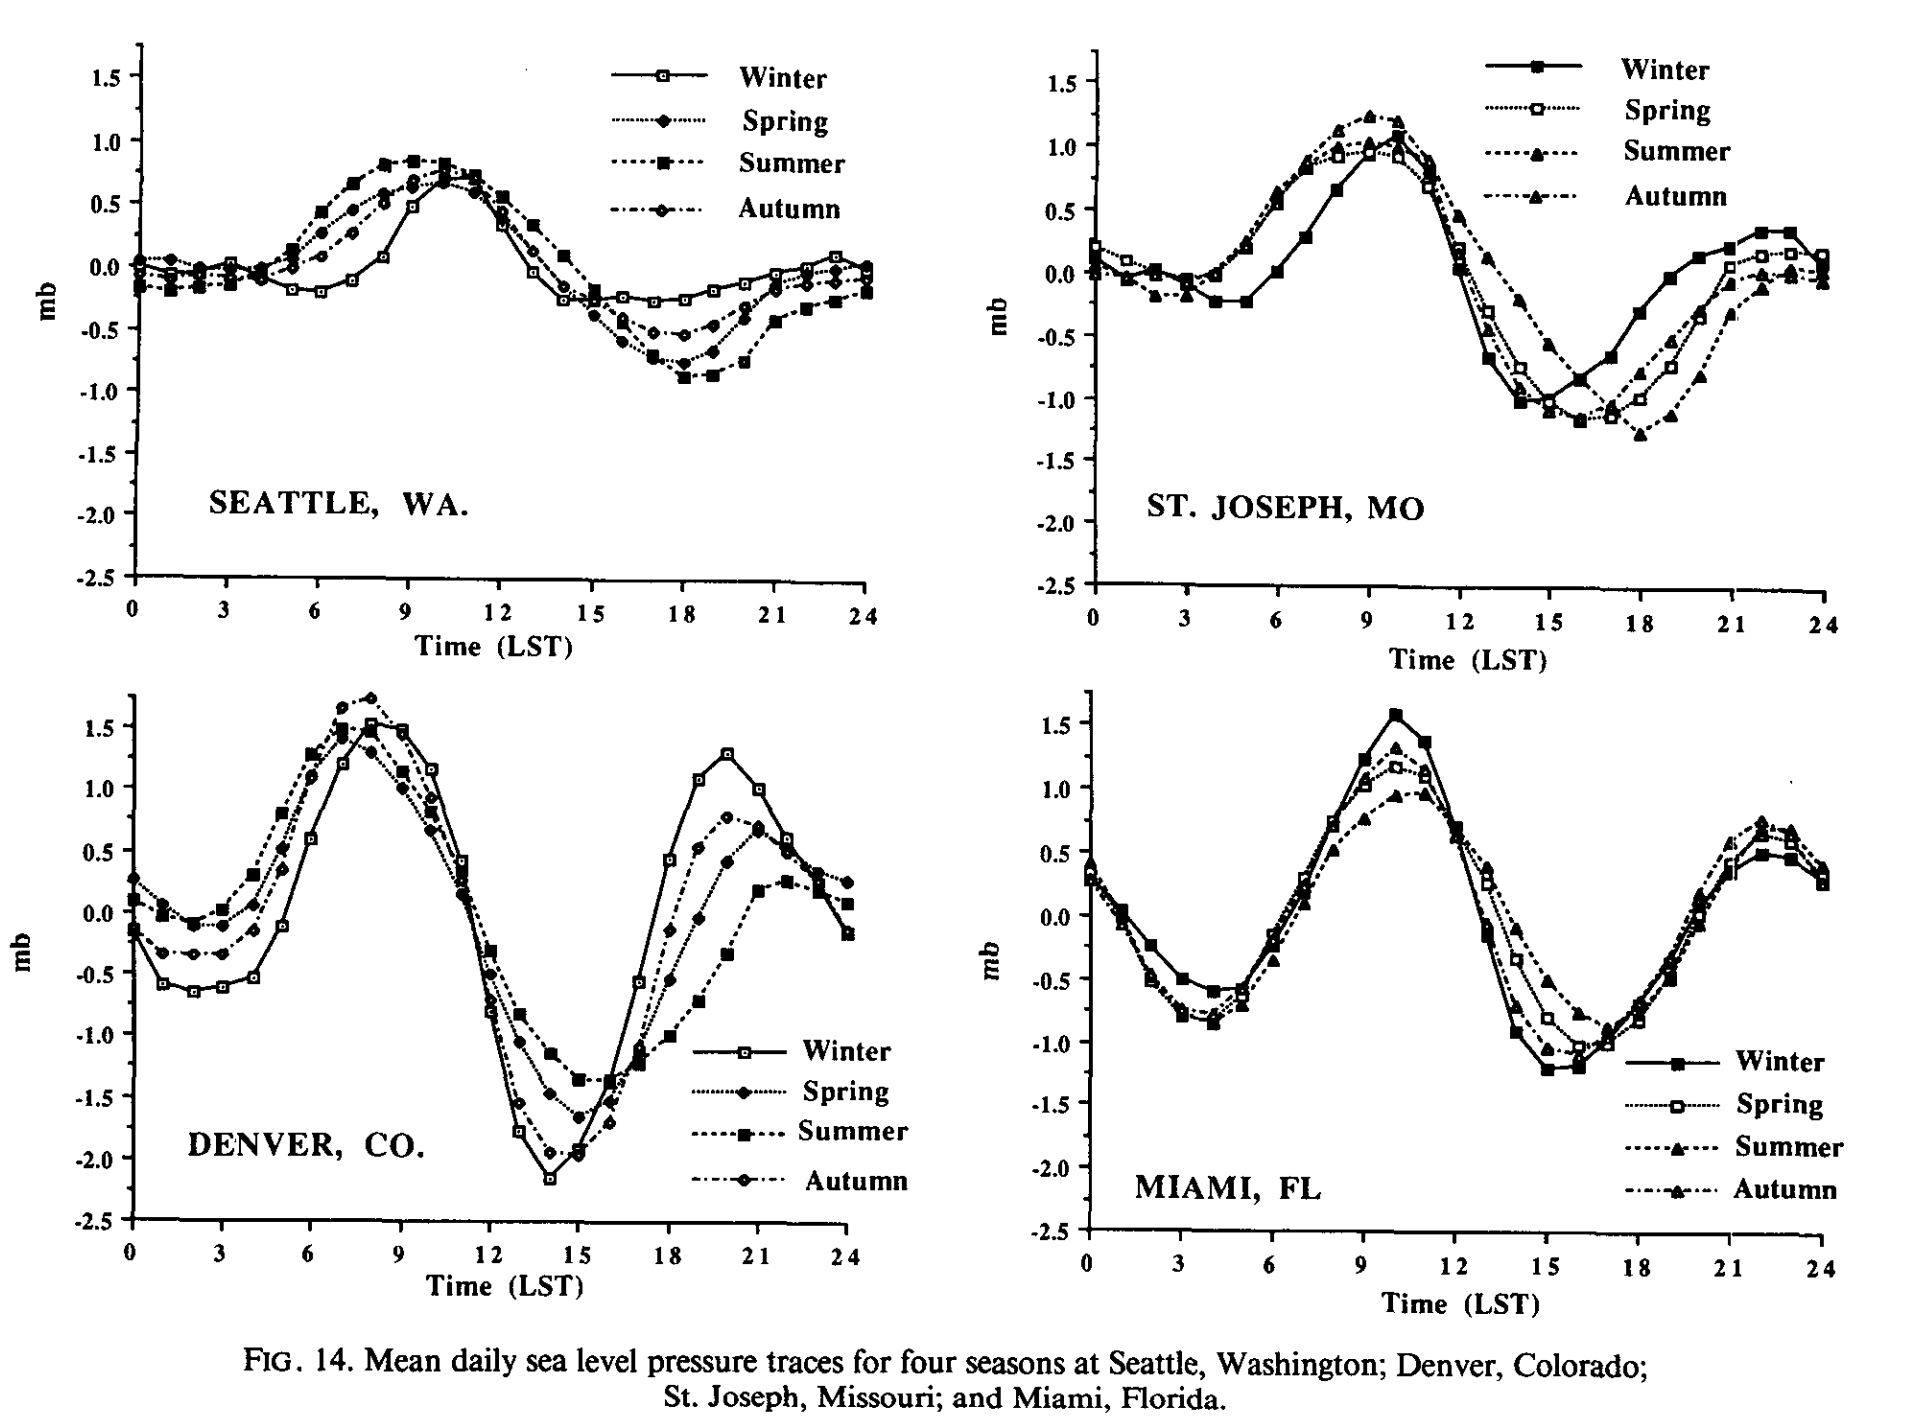 1.5
1.0
0.5
0.0
-0.5
-1.0
-1.5
-2.0
-2.5
mb
Winter
Spring
Summer
Autumn
SEATTLE, WA.
0 3 6 9 12 15 18 21 24
Time (LST)
1.5
1.0
0.5
0.0
-0.5
-1.0
-1.5
-2.0
-2.5
mb
Winter
Spring
Summer
Autumn
ST. JOSEPH, MO
0 3 6 9 12 15 18 21 24
Time (LST)
1.5
1.0
0.5
0.0
-0.5
-1.0
-1.5
-2.0
-2.5
mb
Winter
Spring
Summer
Autumn
DENVER, CO.
0 3 6 9 12 15 18 21 24
Time (LST)
1.5
1.0
0.5
0.0
-0.5
-1.0
-1.5
-2.0
-2.5
mb
Winter
Spring
Summer
Autumn
MIAMI, FL
0 3 6 9 12 15 18 21 24
Time (LST)
FIG. 14. Mean daily sea level pressure traces for four seasons at Seattle, Washington; Denver, Colorado;
St. Joseph, Missouri; and Miami, Florida.